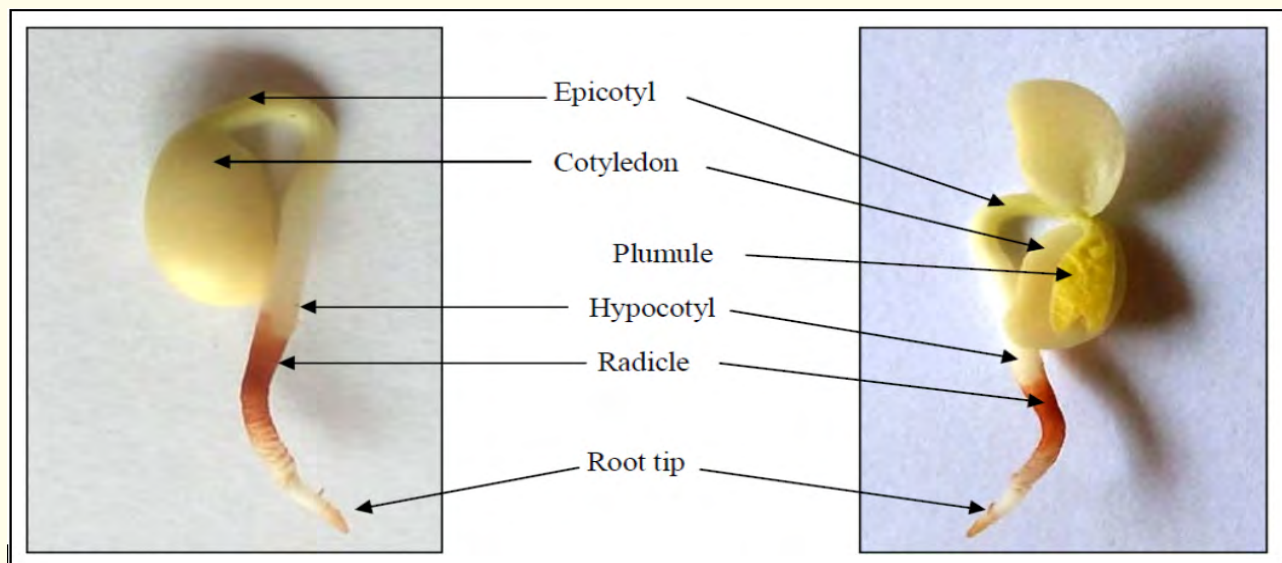 Epicotyl
Cotyledon
Plumule
Hypocotyl
Radicle
Root tip